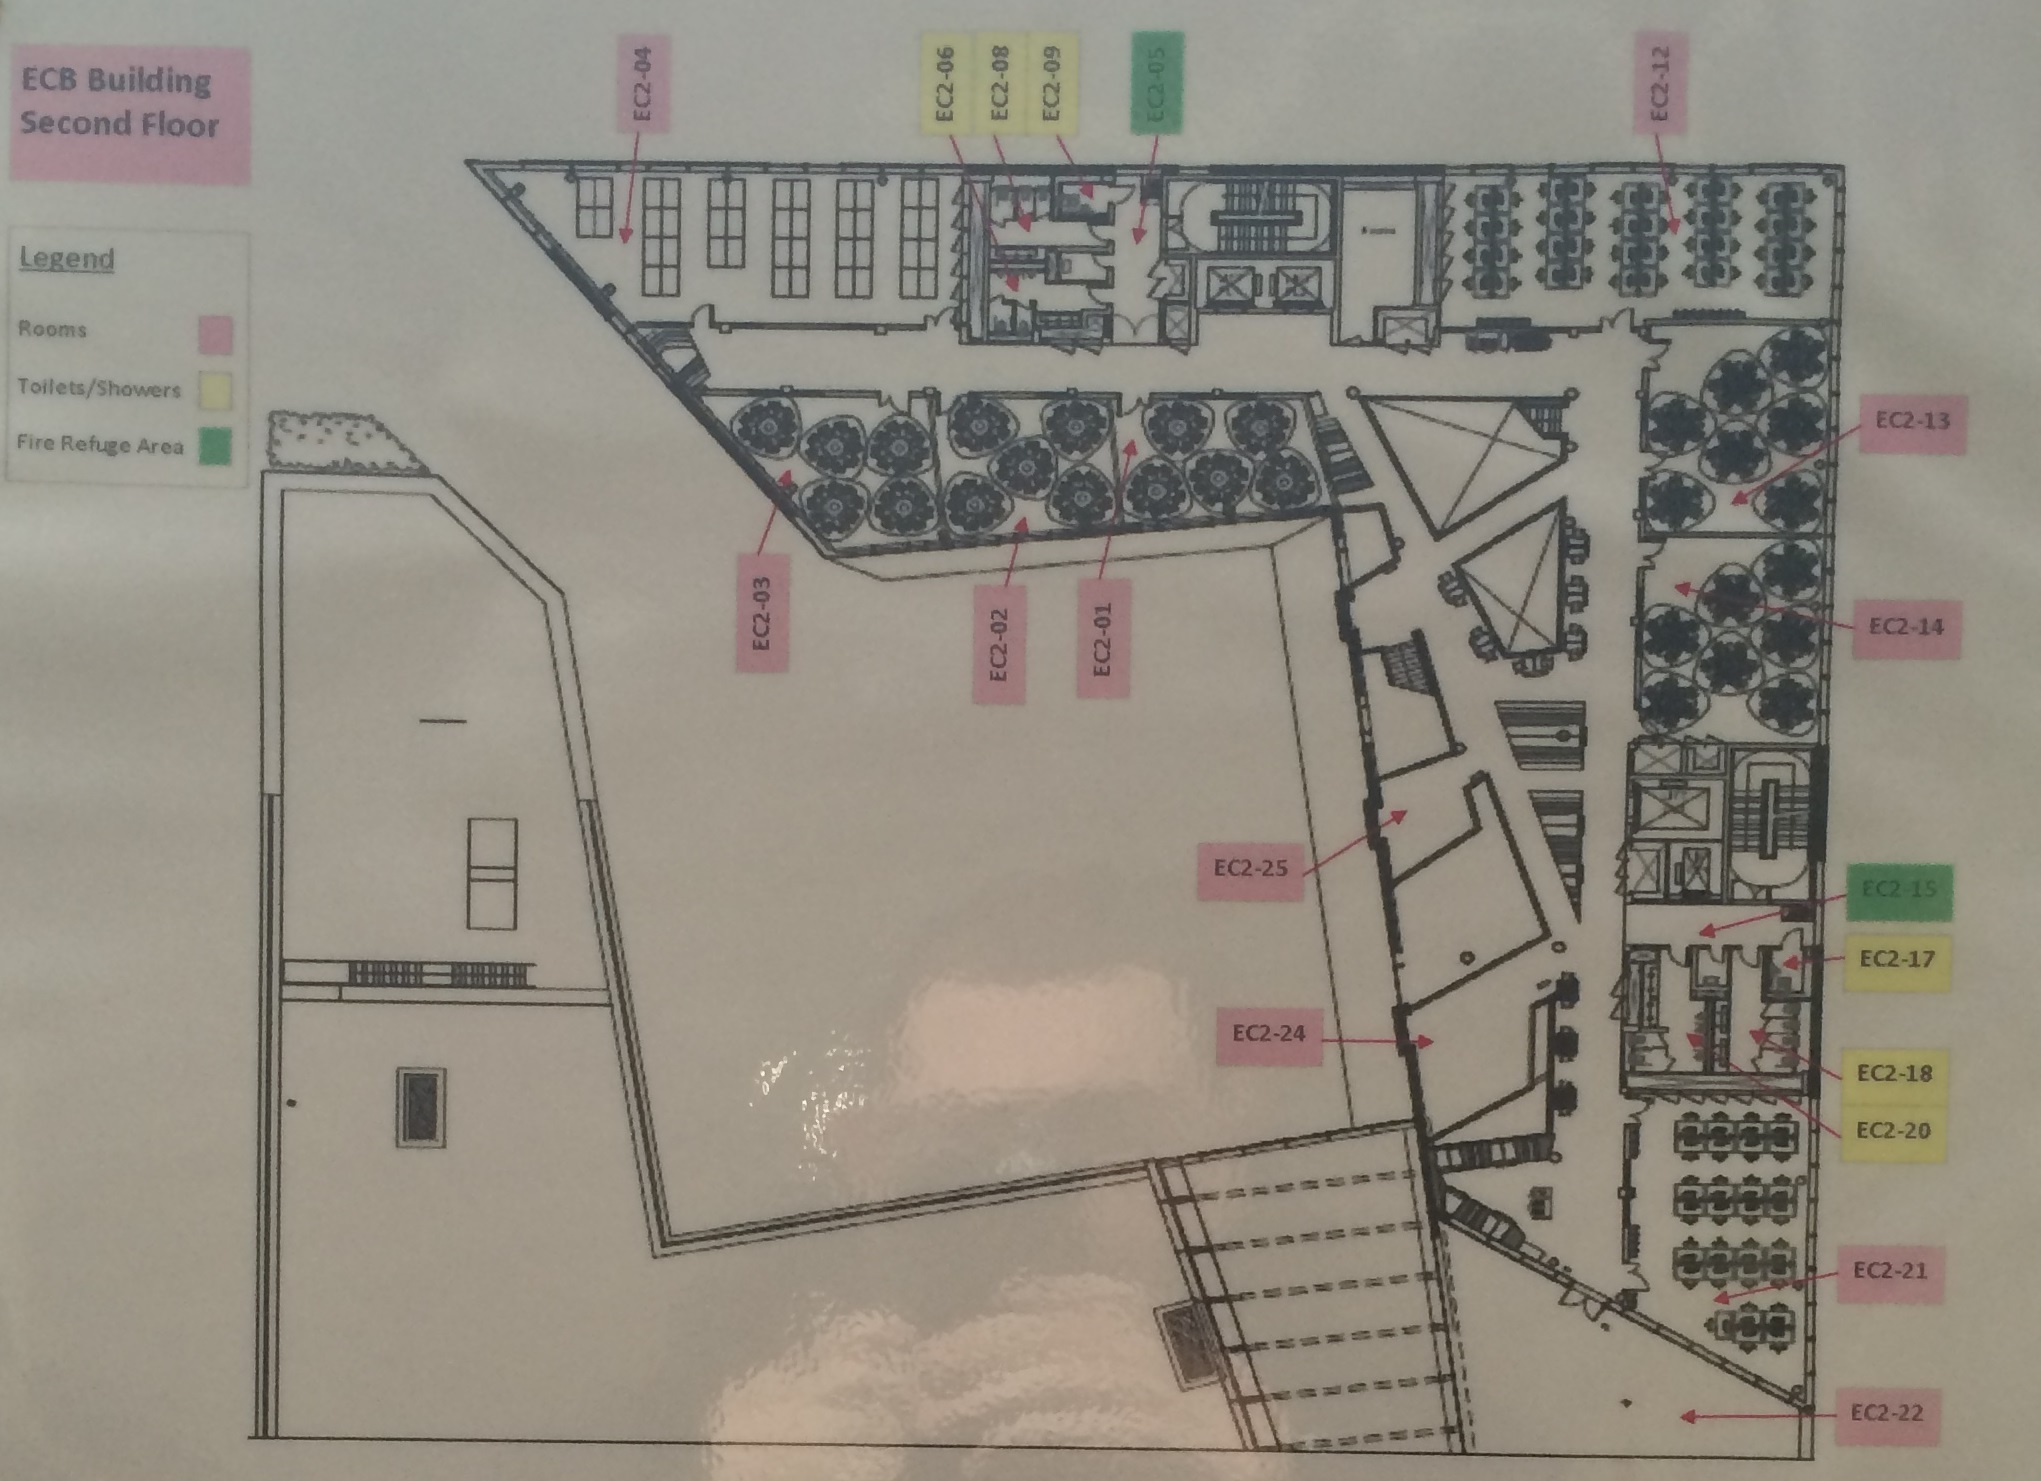 ECB Building
Second Floor
Legend
Rooms
Toilets/Showers
Fire Refuge Area
EC2-04
EC2-06
EC2-08
EC2-09
EC2-05
EC2-12
EC2-13
EC2-14
EC2-03
EC2-02
EC2-01
EC2-25
EC2-15
EC2-17
EC2-24
EC2-18
EC2-20
EC2-21
EC2-22